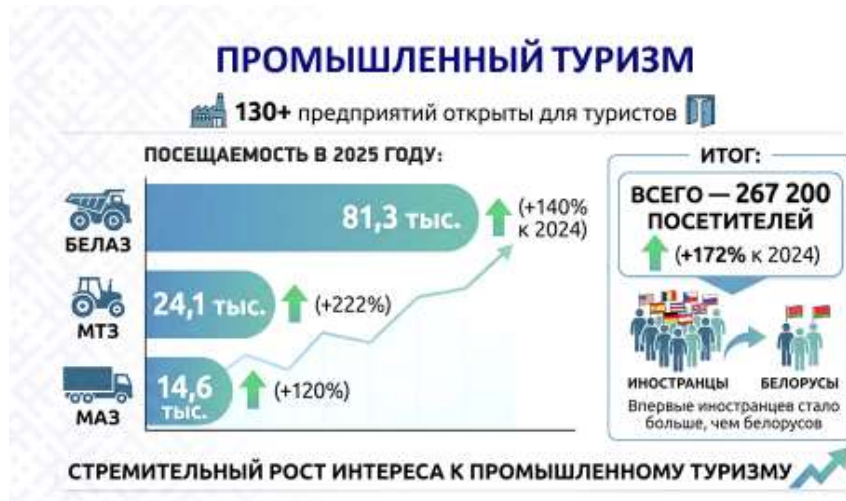 ПРОМЫШЛЕННЫЙ ТУРИЗМ
130+ предприятий открыты для туристов
ПОСЕЩАЕМОСТЬ В 2025 ГОДУ:
БЕЛАЗ
81,3 тыс.
(+140%
к 2024)
МТЗ
24,1 тыс.
(+222%)
МАЗ
14,6
тыс.
(+120%)
ИТОГ:
ВСЕГО — 267 200
ПОСЕТИТЕЛЕЙ
(+172% к 2024)
ИНОСТРАНЦЫ
БЕЛОРУСЫ
Впервые иностранцев стало
больше, чем белорусов
СТРЕМИТЕЛЬНЫЙ РОСТ ИНТЕРЕСА К ПРОМЫШЛЕННОМУ ТУРИЗМУ